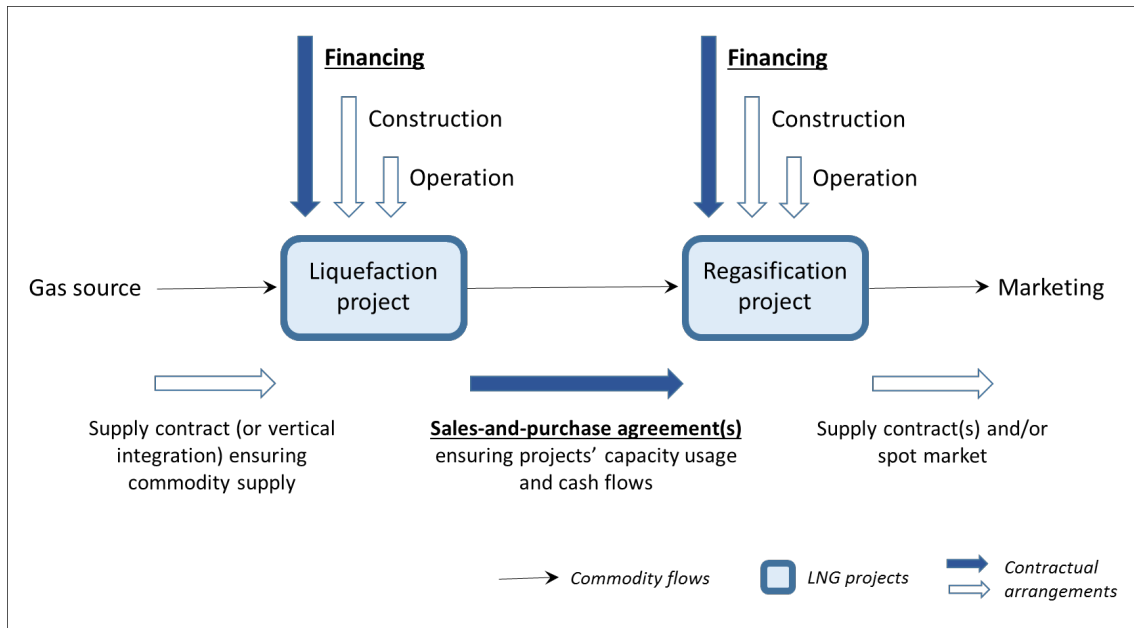 Financing
Construction
Operation
Financing
Construction
Operation
Gas source
Liquefaction
project
Regasification
project
Marketing
Supply contract (or vertical
integration) ensuring
commodity supply
Sales-and-purchase agreement(s)
ensuring projects’ capacity usage
and cash flows
Supply contract(s) and/or
spot market
Commodity flows
LNG projects
Contractual
arrangements